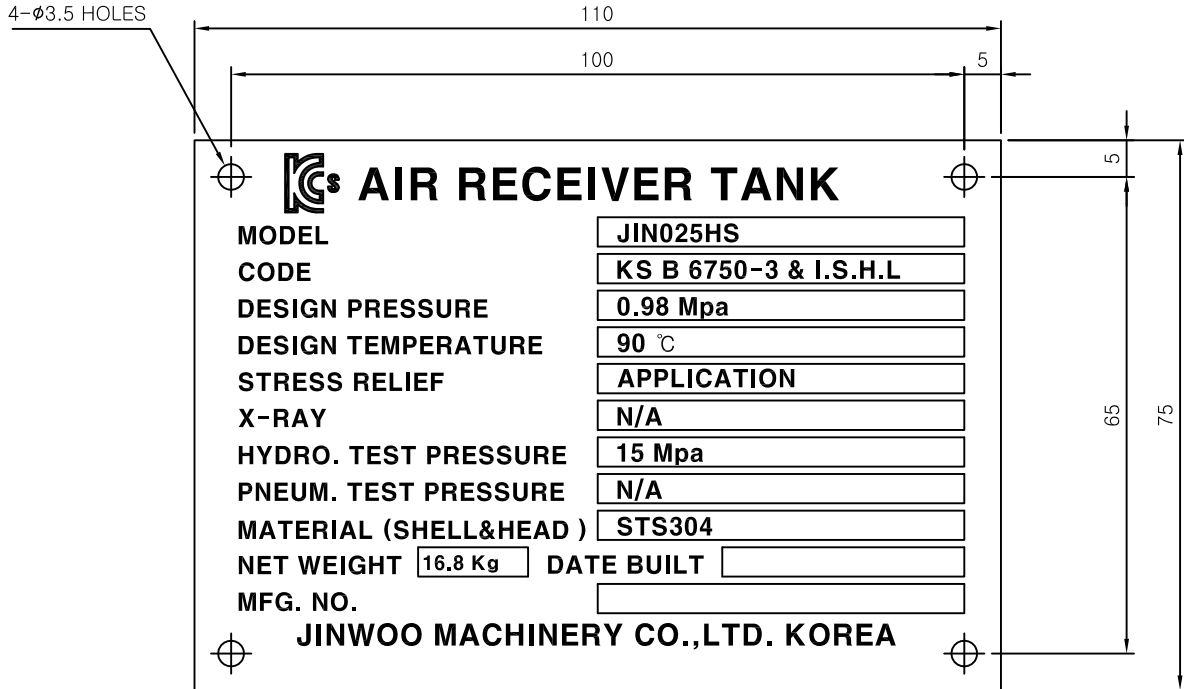 4-Ø3.5 HOLES
110
100
5
5
KCs AIR RECEIVER TANK
MODEL JIN025HS
CODE KS B 6750-3 & I.S.H.L
DESIGN PRESSURE 0.98 Mpa
DESIGN TEMPERATURE 90 ℃
STRESS RELIEF APPLICATION
X-RAY N/A
65
75
HYDRO. TEST PRESSURE 15 Mpa
PNEUM. TEST PRESSURE N/A
MATERIAL (SHELL&HEAD ) STS304
NET WEIGHT 16.8 Kg DATE BUILT
MFG. NO.
JINWOO MACHINERY CO.,LTD. KOREA